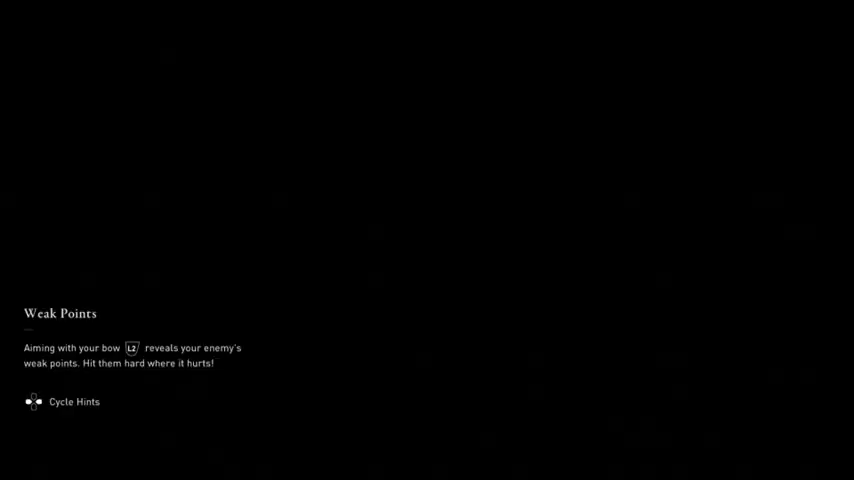 Weak Points
Aiming with your bow L2 reveals your enemy's
weak points. Hit them hard where it hurts!
Cycle Hints